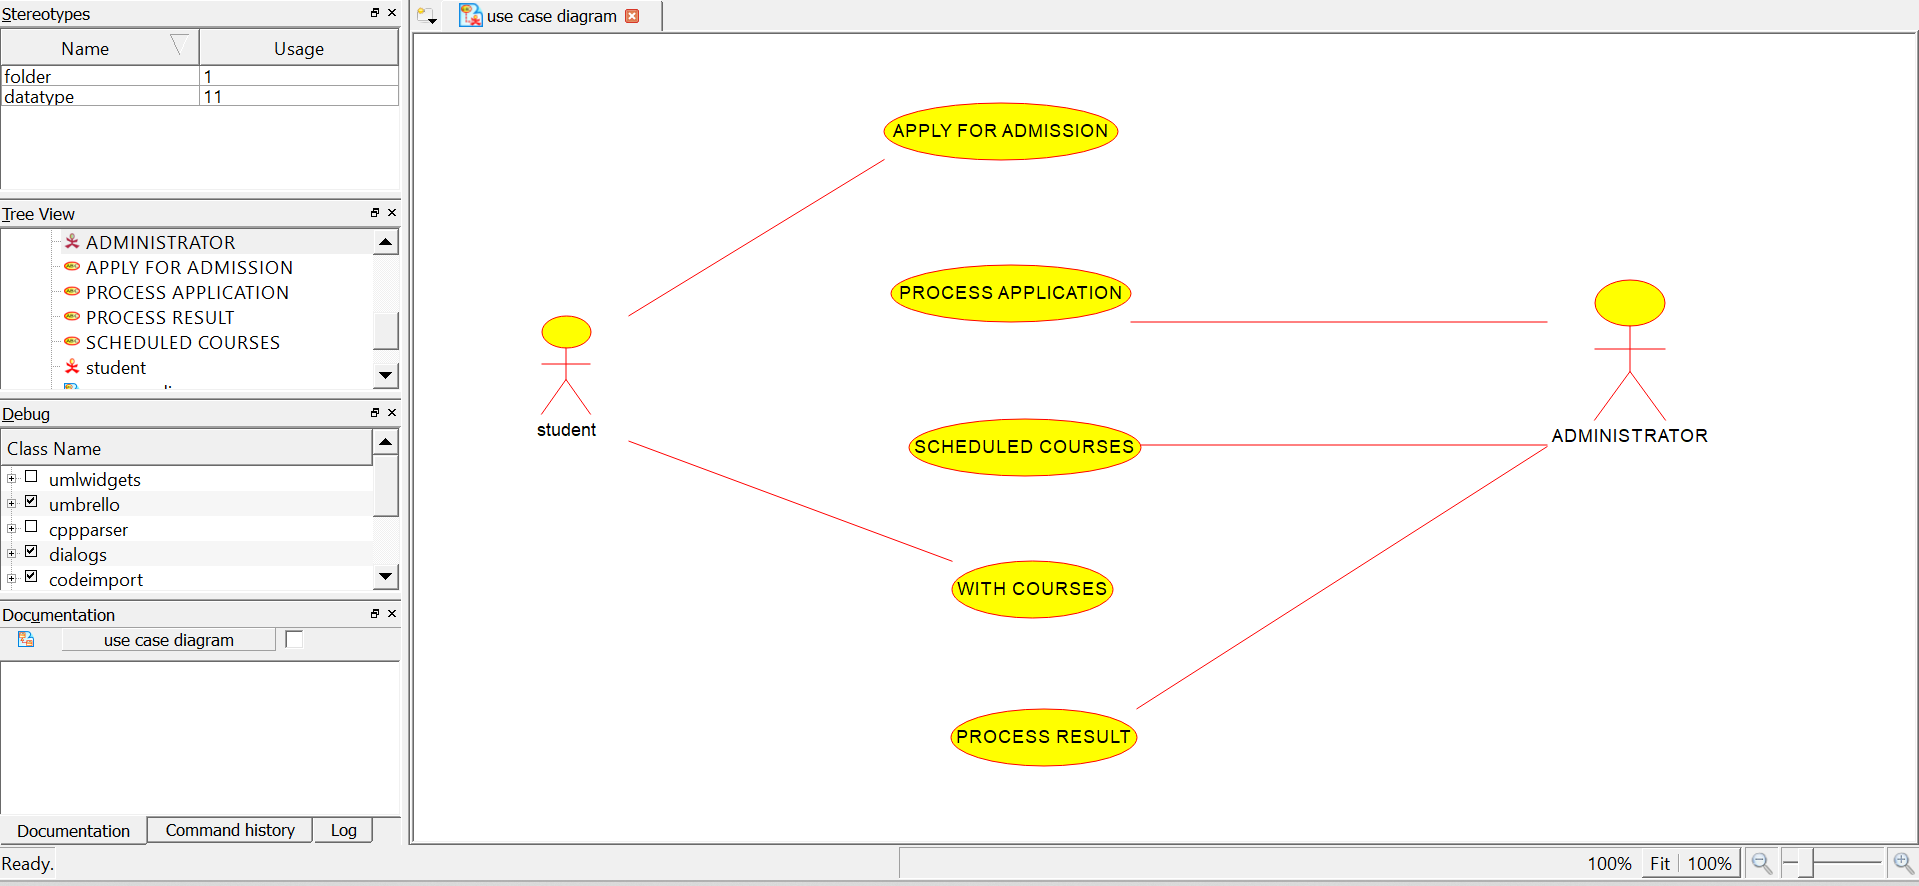 Stereotypes
Name Usage
folder 1
datatype 11
Tree View
ADMINISTRATOR
APPLY FOR ADMISSION
PROCESS APPLICATION
PROCESS RESULT
SCHEDULED COURSES
student
Debug
Class Name
umlwidgets
umbrello
cppparser
dialogs
codeimport
Documentation
use case diagram
Documentation Command history Log
Ready.
use case diagram
APPLY FOR ADMISSION
PROCESS APPLICATION
student
ADMINISTRATOR
SCHEDULED COURSES
WITH COURSES
PROCESS RESULT
100% Fit 100%